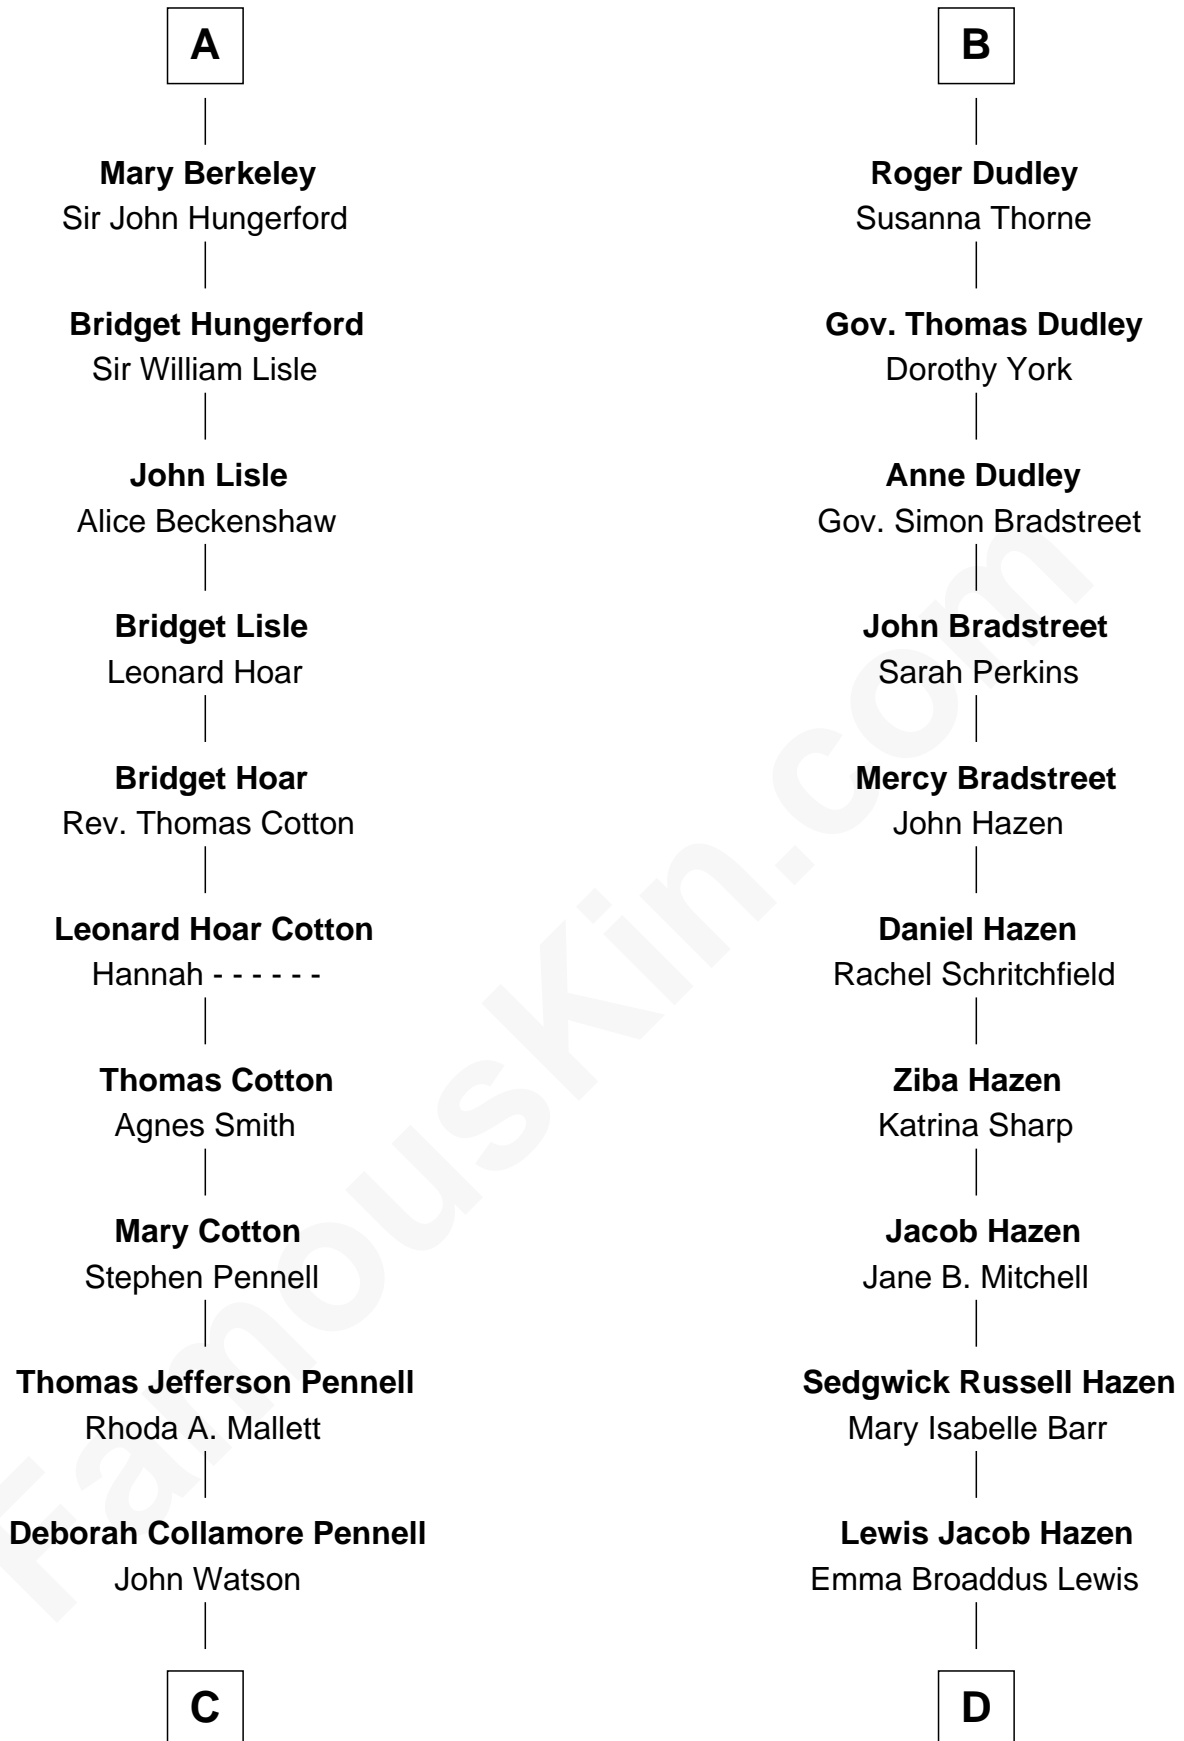 A
Mary Berkeley
Sir John Hungerford
Bridget Hungerford
Sir William Lisle
John Lisle
Alice Beckenshaw
Bridget Lisle
Leonard Hoar
Bridget Hoar
Rev. Thomas Cotton
Leonard Hoar Cotton
Hannah - - - - - -
Thomas Cotton
Agnes Smith
Mary Cotton
Stephen Pennell
Thomas Jefferson Pennell
Rhoda A. Mallett
Deborah Collamore Pennell
John Watson
C
B
Roger Dudley
Susanna Thorne
Gov. Thomas Dudley
Dorothy York
Anne Dudley
Gov. Simon Bradstreet
John Bradstreet
Sarah Perkins
Mercy Bradstreet
John Hazen
Daniel Hazen
Rachel Schritchfield
Ziba Hazen
Katrina Sharp
Jacob Hazen
Jane B. Mitchell
Sedgwick Russell Hazen
Mary Isabelle Barr
Lewis Jacob Hazen
Emma Broaddus Lewis
D
FamousKin.com